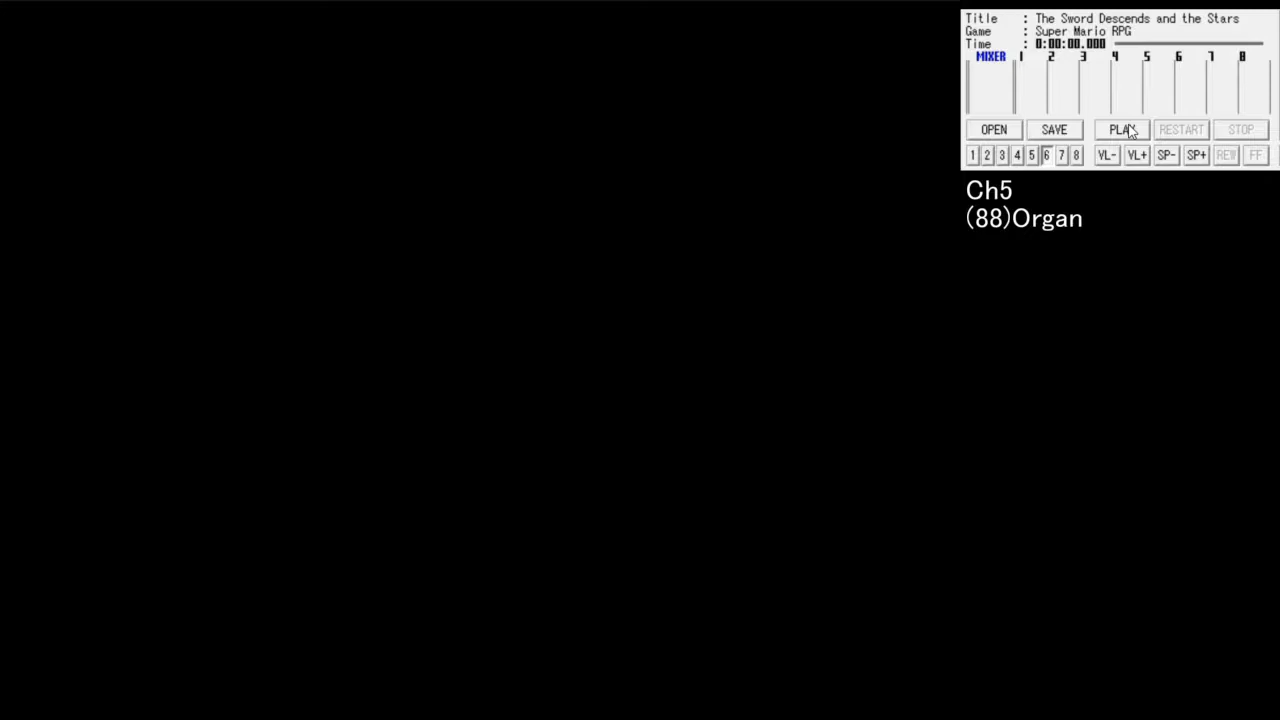 Title : The Sword Descends and the Stars
Game : Super Mario RPG
Time : 0:00:00.000
MIXER 1 2 3 4 5 6 7 8
OPEN SAVE PLAY RESTART STOP
1 2 3 4 5 6 7 8 VL- VL+ SP- SP+ REW FF
Ch5
(88)Organ